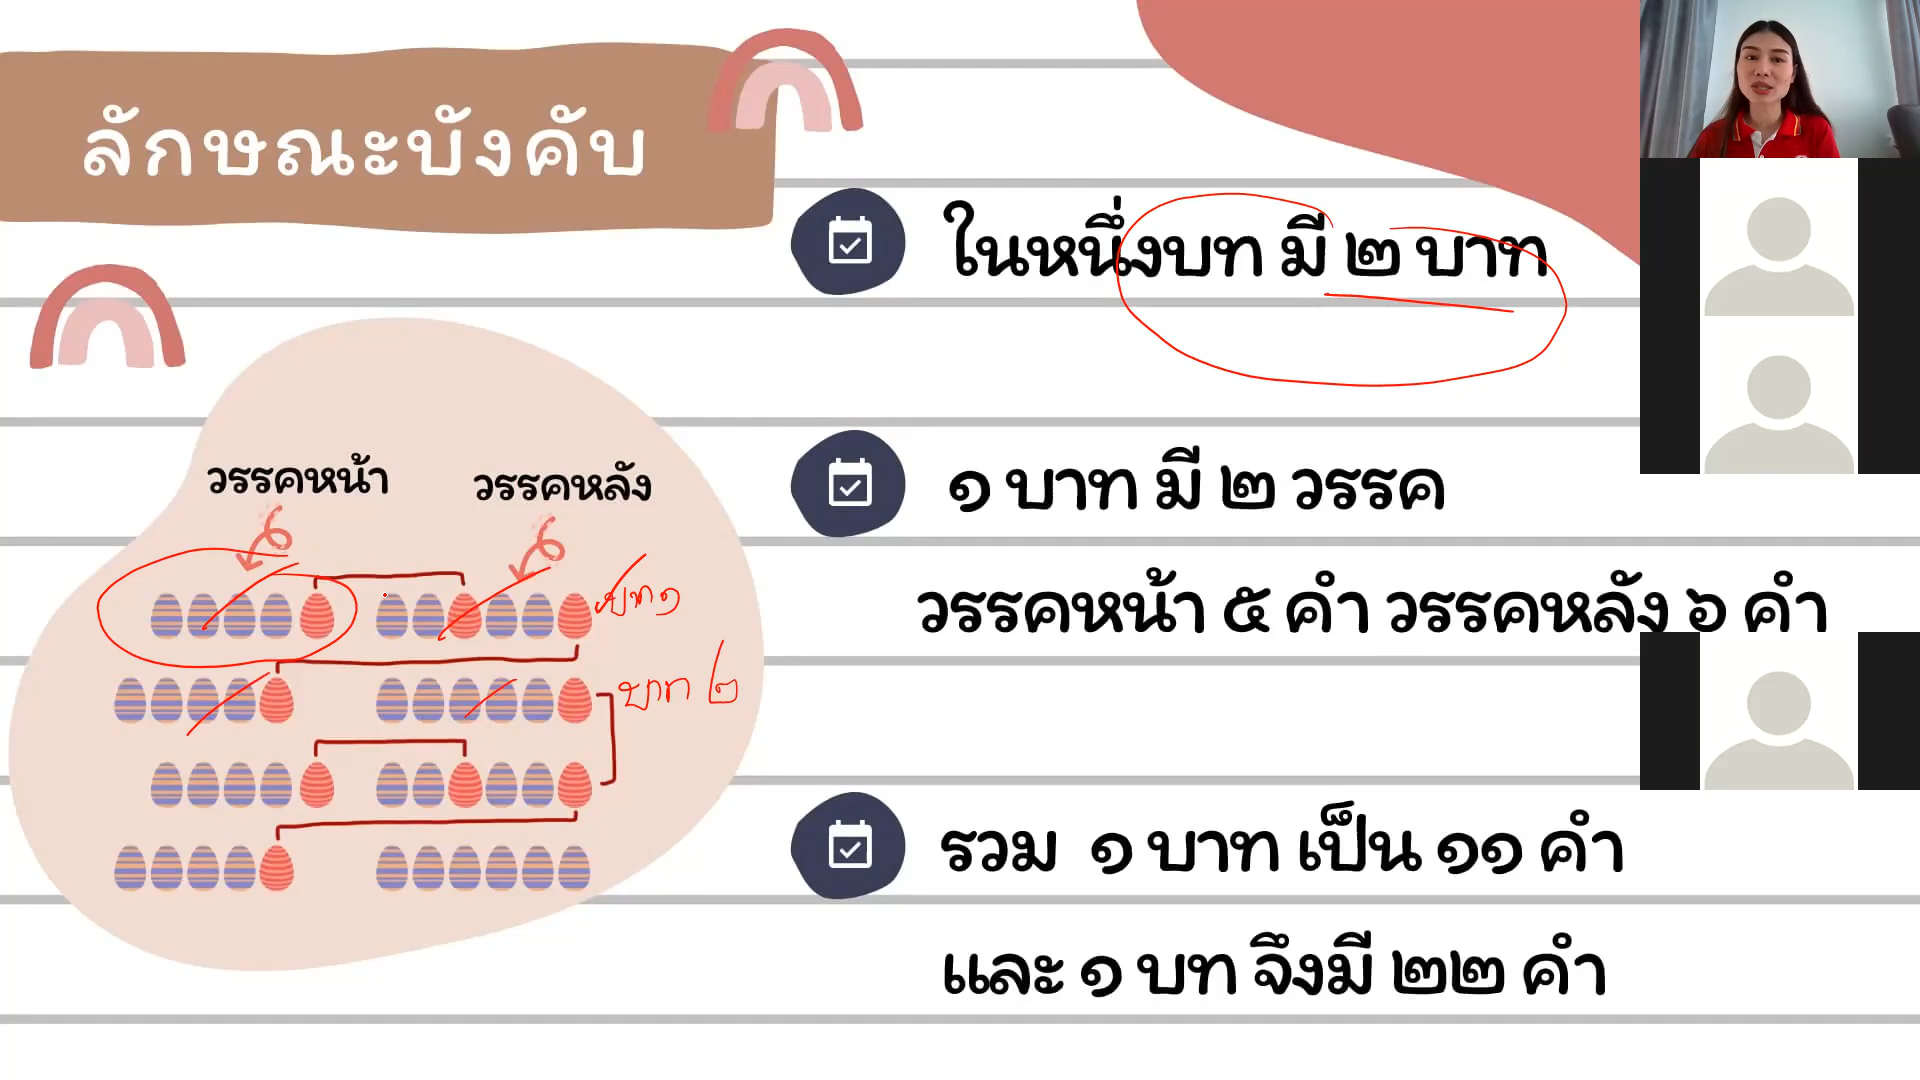 ลักษณะบังคับ
ในหนึ่งบท มี ๒ บาท
๑ บาท มี ๒ วรรค
วรรคหน้า ๕ คำ วรรคหลัง ๖ คำ
รวม ๑ บาท เป็น ๑๑ คำ
และ ๑ บท จึงมี ๒๒ คำ
วรรคหน้า วรรคหลัง
บาท ๑
บาท ๒